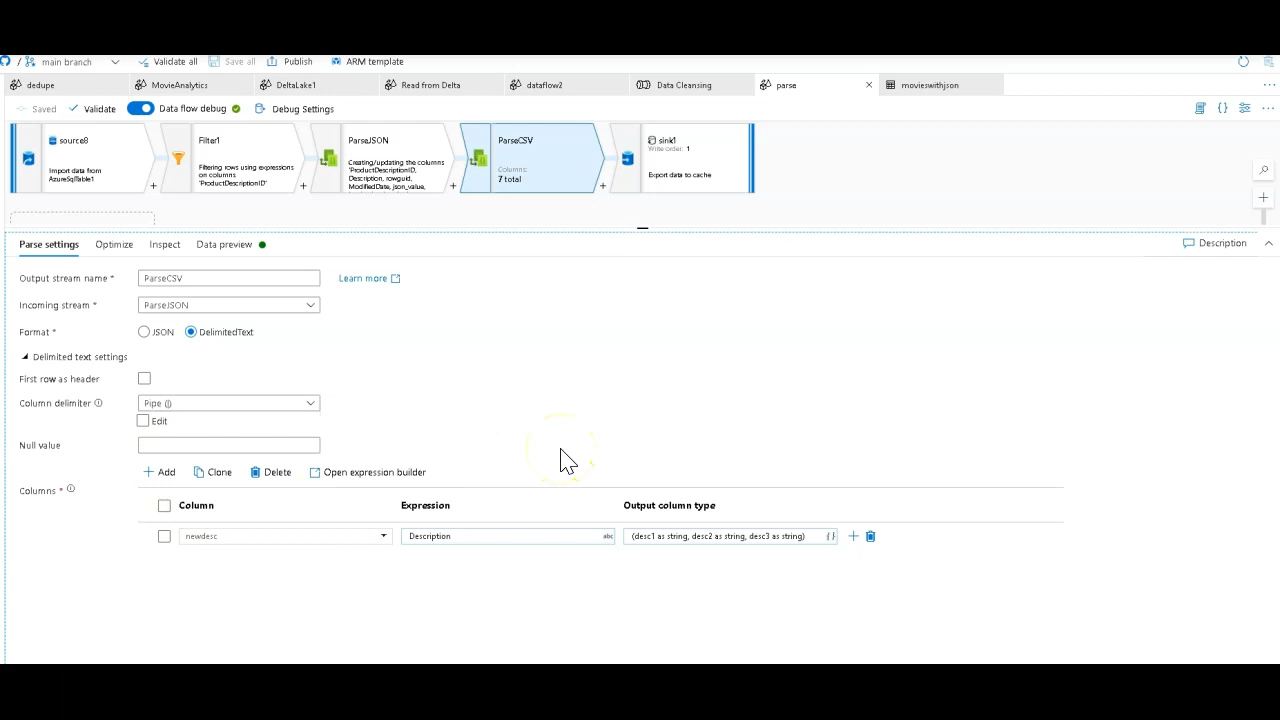 / main branch Validate all Save all Publish ARM template
dedupe MovieAnalytics DeltaLake1 Read from Delta dataflow2 Data Cleansing parse × movieswithjson ...
Saved Validate Data flow debug Debug Settings { } ...
source8
Import data from
AzureSqlTable1
+
Filter1
Filtering rows using expressions
on columns
'ProductDescriptionID'
+
ParseJSON
Creating/updating the columns
'ProductDescriptionID,
Description, rowguid,
ModifiedDate, json_value,
+
ParseCSV
Columns:
7 total
+
sink1
Write order: 1
Export data to cache
Parse settings Optimize Inspect Data preview Description
Output stream name * ParseCSV Learn more
Incoming stream * ParseJSON
Format * JSON DelimitedText
Delimited text settings
First row as header
Column delimiter Pipe (|)
Edit
Null value
+ Add Clone Delete Open expression builder
Columns *
Column Expression Output column type
newdesc Description abc (desc1 as string, desc2 as string, desc3 as string) { } +